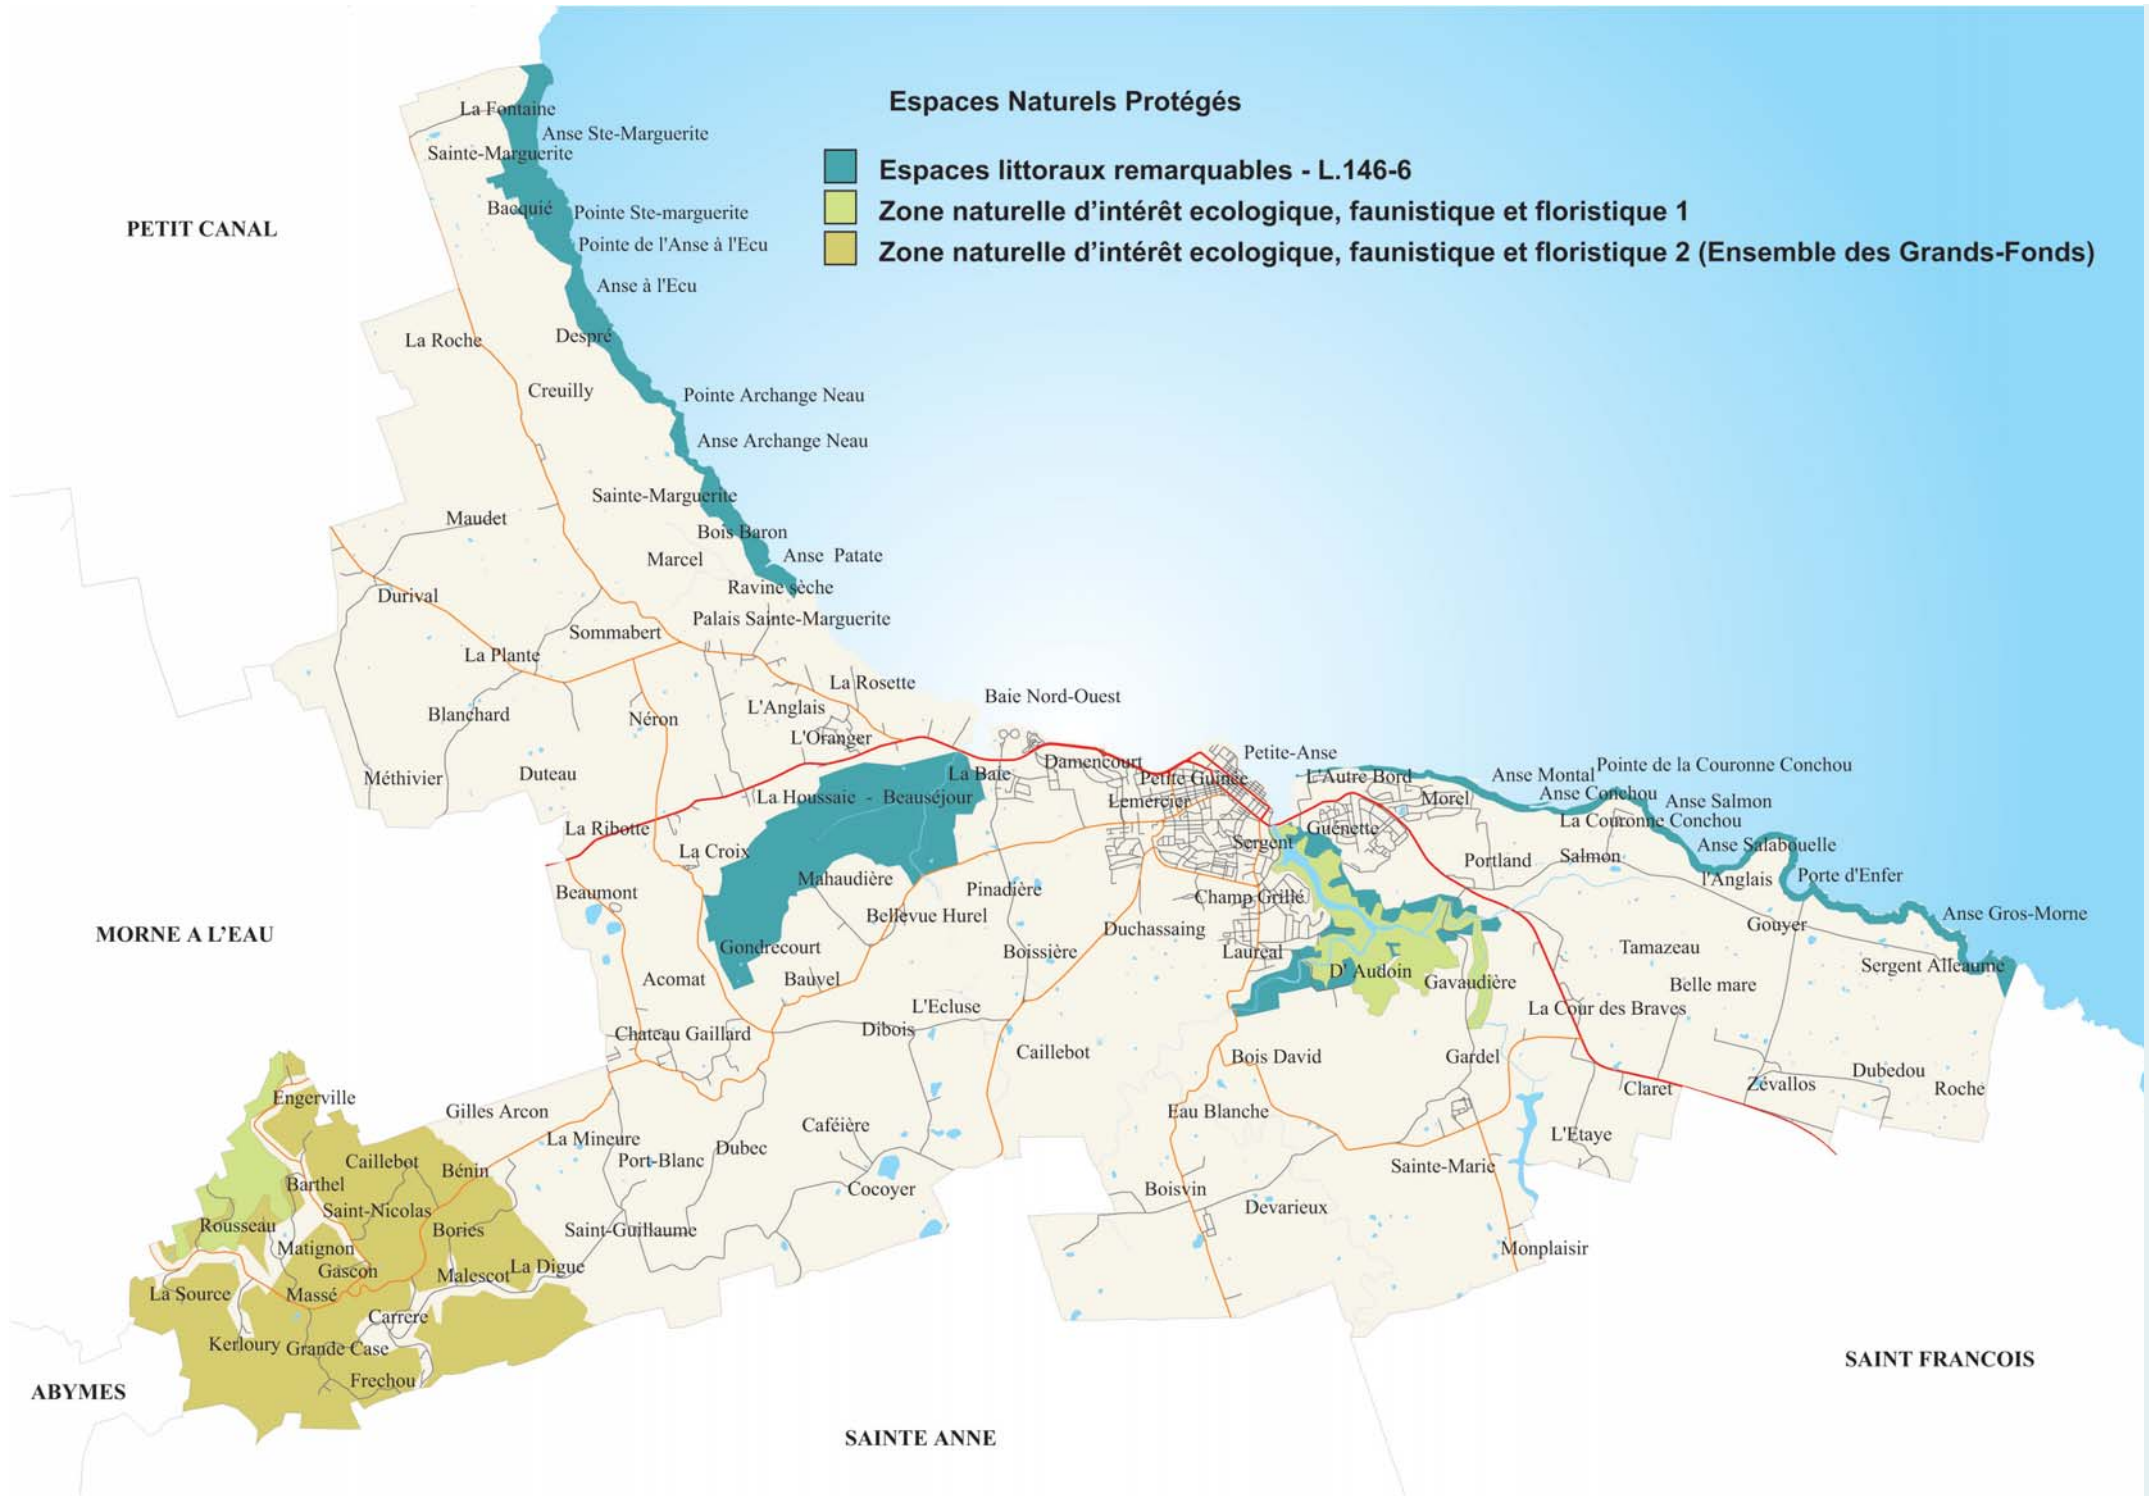 Espaces Naturels Protégés
Espaces littoraux remarquables - L.146-6
Zone naturelle d'intérêt ecologique, faunistique et floristique 1
Zone naturelle d'intérêt ecologique, faunistique et floristique 2 (Ensemble des Grands-Fonds)
La Fontaine
Anse Ste-Marguerite
Sainte-Marguerite
Bacquié
Pointe Ste-marguerite
PETIT CANAL
Pointe de l'Anse à l'Ecu
Anse à l'Ecu
La Roche
Despré
Creuilly
Pointe Archange Neau
Anse Archange Neau
Sainte-Marguerite
Maudet
Bois Baron
Marcel
Anse Patate
Ravine sèche
Durival
Palais Sainte-Marguerite
Sommabert
La Plante
La Rosette
Baie Nord-Ouest
L'Anglais
Blanchard
Néron
L'Oranger
Petite-Anse
Damencourt
Pointe de la Couronne Conchou
Méthivier
Duteau
La Baie
Petite Guinée
L'Autre Bord
Anse Montal
Anse Conchou
La Houssaie - Beauséjour
Lemercier
Morel
Anse Salmon
La Couronne Conchou
La Ribotte
Guénette
Sergent
Anse Salabouelle
La Croix
Portland
Salmon
l'Anglais
Porte d'Enfer
Mahaudière
Beaumont
Pinadière
Champ Grillé
Bellevue Hurel
Anse Gros-Morne
Duchassaing
Gouyer
MORNE A L'EAU
Gondrecourt
Boissière
Laureal
Tamazeau
Sergent Alleaume
Acomat
Bauvel
D' Audoin
Gavaudière
Belle mare
L'Ecluse
La Cour des Braves
Chateau Gaillard
Dibois
Caillebot
Bois David
Gardel
Dubedou
Zévallos
Claret
Roche
Engerville
Gilles Arcon
Eau Blanche
Caféière
La Mineure
L'Etaye
Dubec
Caillebot
Bénin
Port-Blanc
Sainte-Marie
Barthel
Cocoyer
Boisvin
Saint-Nicolas
Devarieux
Rousseau
Bories
Saint-Guillaume
Matignon
Monplaisir
Gascon
Malescot
La Digue
La Source
Massé
Carrere
Kerloury
Grande Case
SAINT FRANCOIS
Frechou
ABYMES
SAINTE ANNE